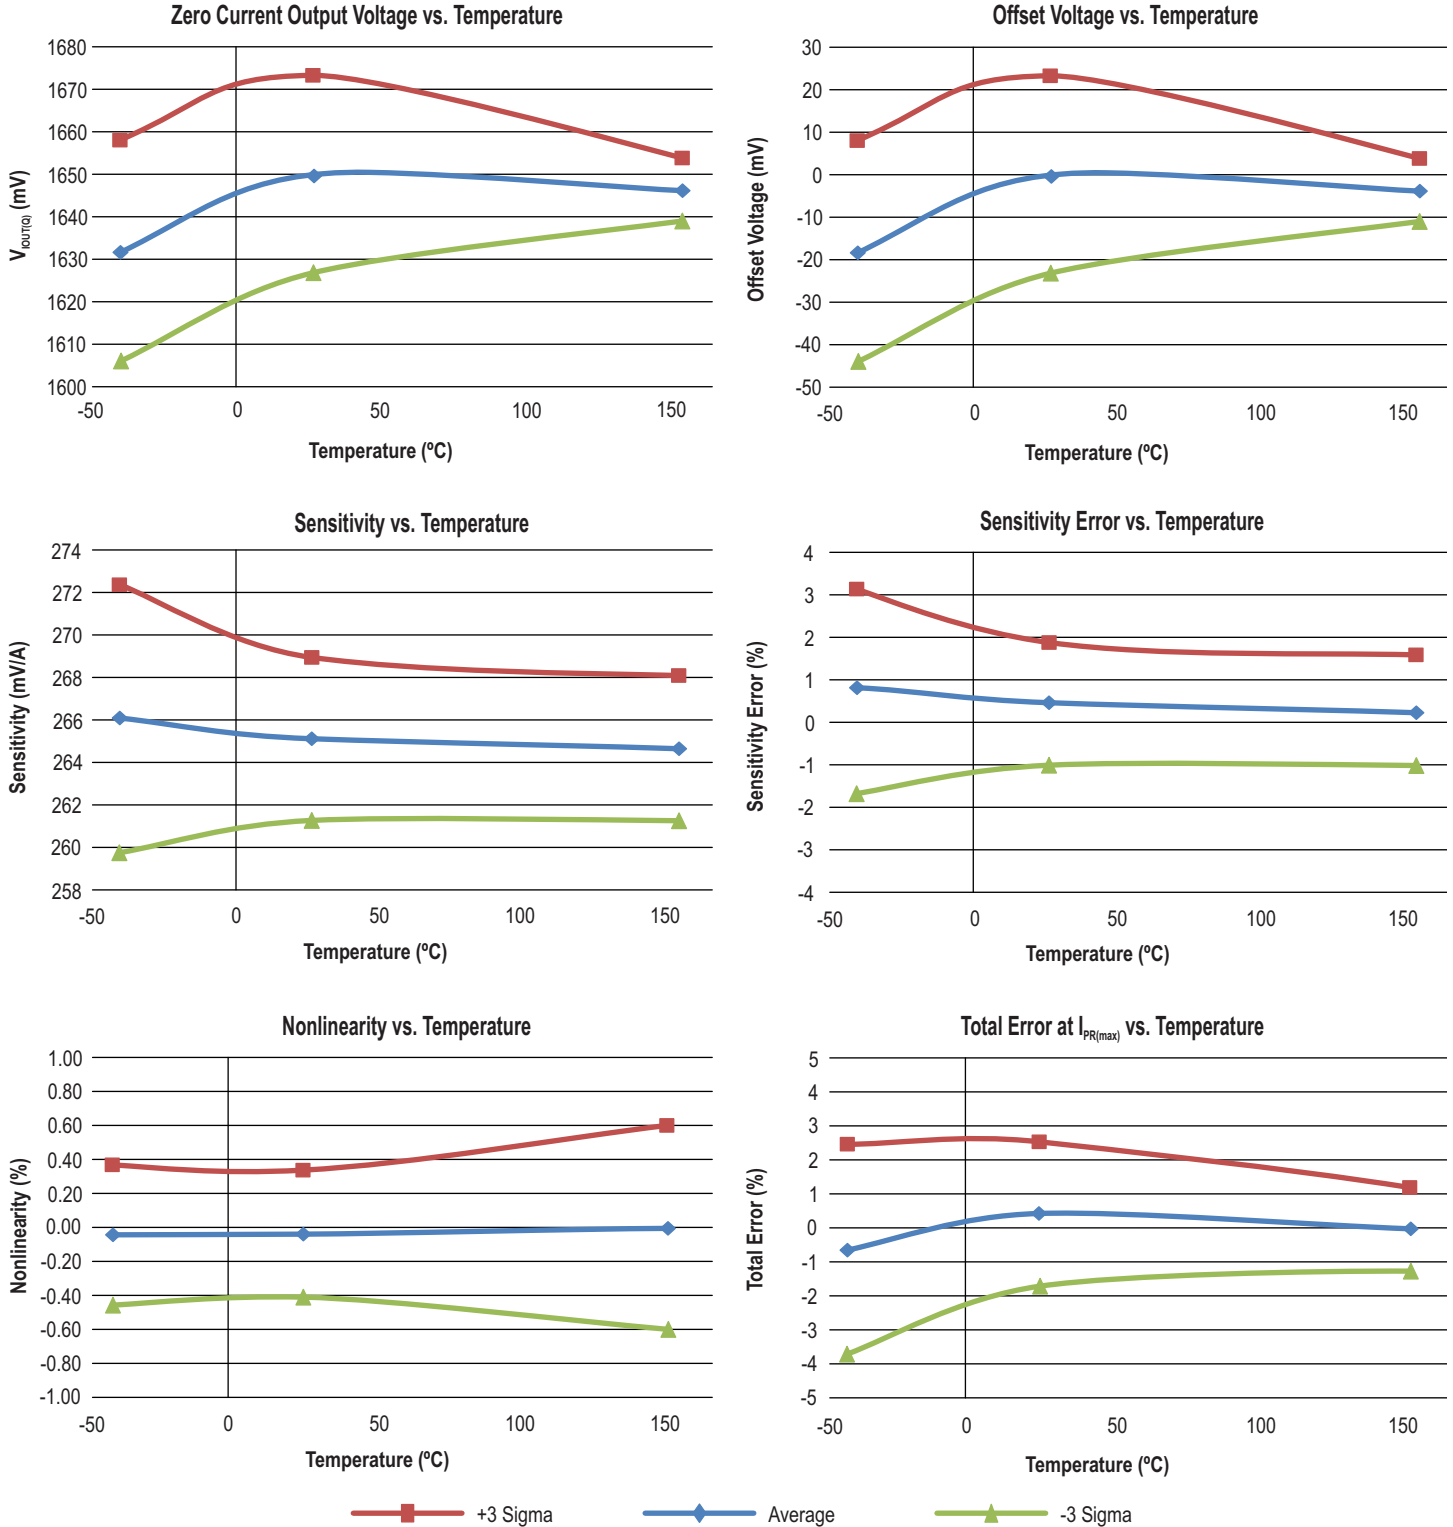 Zero Current Output Voltage vs. Temperature
1680
1670
1660
1650
1640
1630
1620
1610
1600
V_IOUT(Q) (mV)
-50 0 50 100 150
Temperature (ºC)
Offset Voltage vs. Temperature
30
20
10
0
-10
-20
-30
-40
-50
Offset Voltage (mV)
-50 0 50 100 150
Temperature (ºC)
Sensitivity vs. Temperature
274
272
270
268
266
264
262
260
258
Sensitivity (mV/A)
-50 0 50 100 150
Temperature (ºC)
Sensitivity Error vs. Temperature
4
3
2
1
0
-1
-2
-3
-4
Sensitivity Error (%)
-50 0 50 100 150
Temperature (ºC)
Nonlinearity vs. Temperature
1.00
0.80
0.60
0.40
0.20
0.00
-0.20
-0.40
-0.60
-0.80
-1.00
Nonlinearity (%)
-50 0 50 100 150
Temperature (ºC)
Total Error at I_PR(max) vs. Temperature
5
4
3
2
1
0
-1
-2
-3
-4
-5
Total Error (%)
-50 0 50 100 150
Temperature (ºC)
+3 Sigma Average -3 Sigma